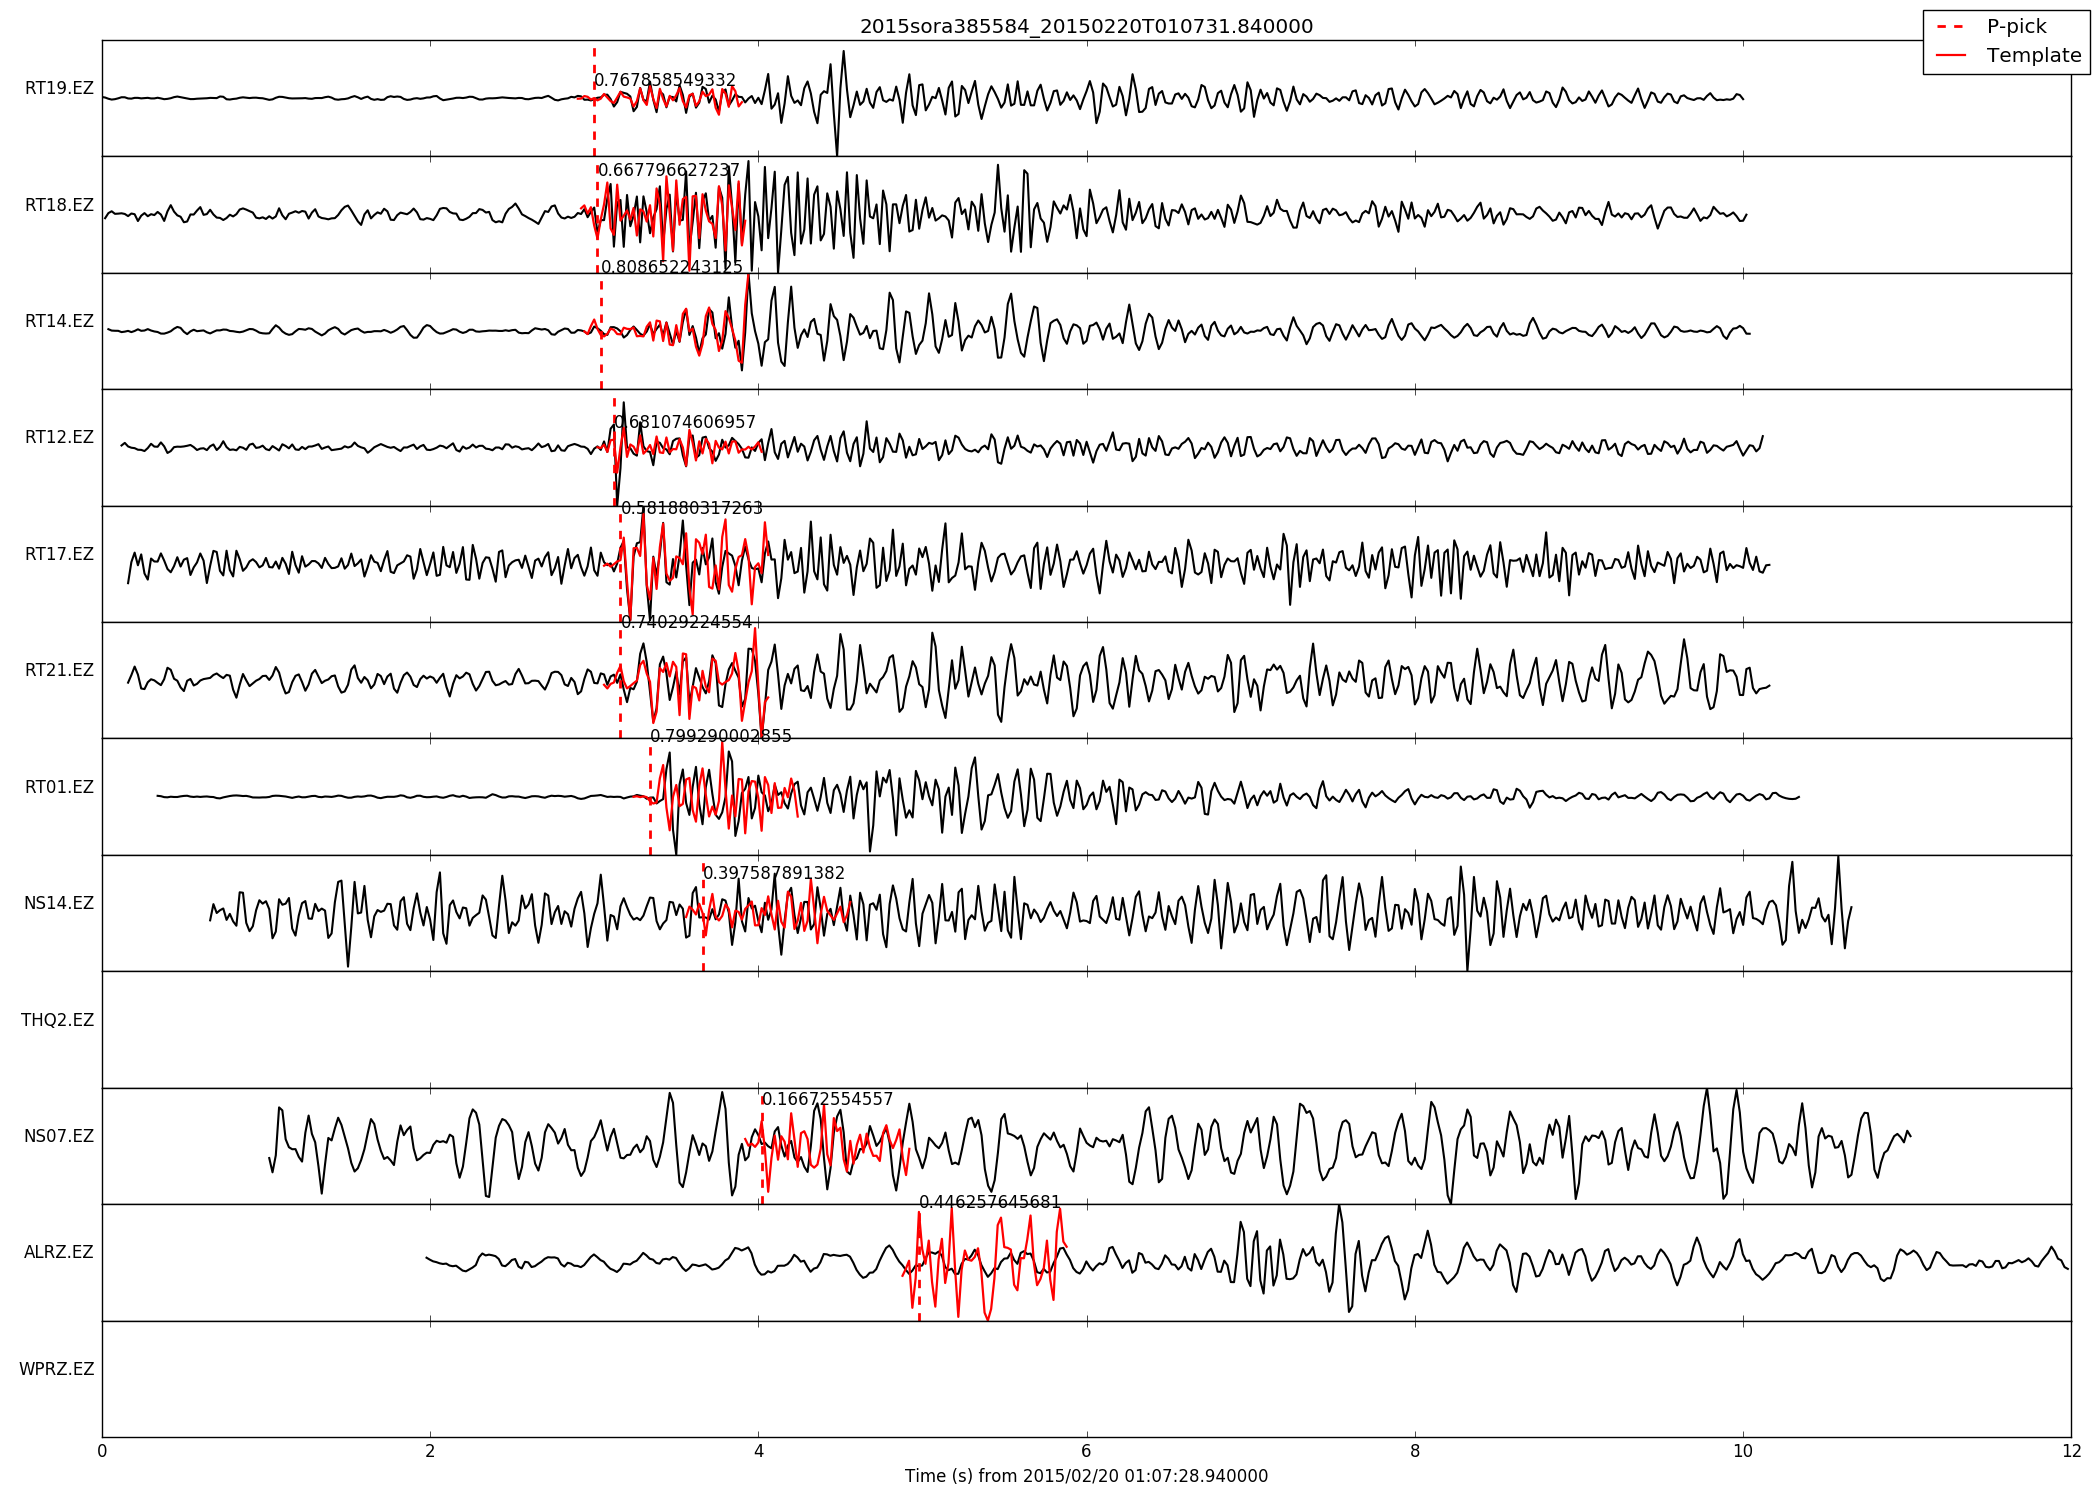 2015sora385584_20150220T010731.840000
P-pick
Template
RT19.EZ
0.767858549332
RT18.EZ
0.667796627237
RT14.EZ
0.808652243125
RT12.EZ
0.681074606957
RT17.EZ
0.581880317263
RT21.EZ
0.74029224554
RT01.EZ
0.799290002855
NS14.EZ
0.397587891382
THQ2.EZ
NS07.EZ
0.16672554557
ALRZ.EZ
0.446257645681
WPRZ.EZ
0 2 4 6 8 10 12
Time (s) from 2015/02/20 01:07:28.940000